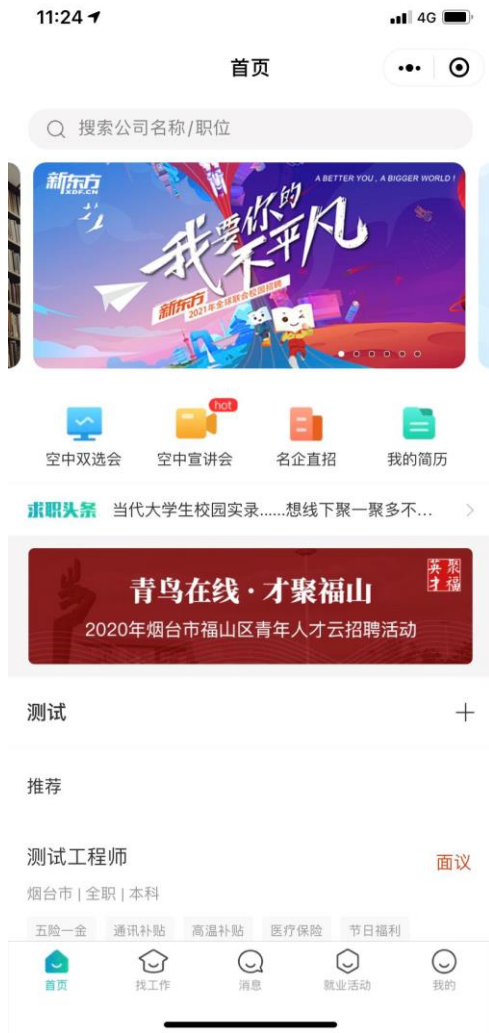 11:24
4G
首页
搜索公司名称/职位
新东方
XDF.CN
A BETTER YOU , A BIGGER WORLD !
我要你的不平凡
新东方
2021年全球联合校园招聘
hot
空中双选会
空中宣讲会
名企直招
我的简历
求职头条
当代大学生校园实录......想线下聚一聚多不...
青鸟在线·才聚福山
英才
聚福
2020年烟台市福山区青年人才云招聘活动
测试
推荐
测试工程师
面议
烟台市 | 全职 | 本科
五险一金 通讯补贴 高温补贴 医疗保险 节日福利
首页 找工作 消息 就业活动 我的